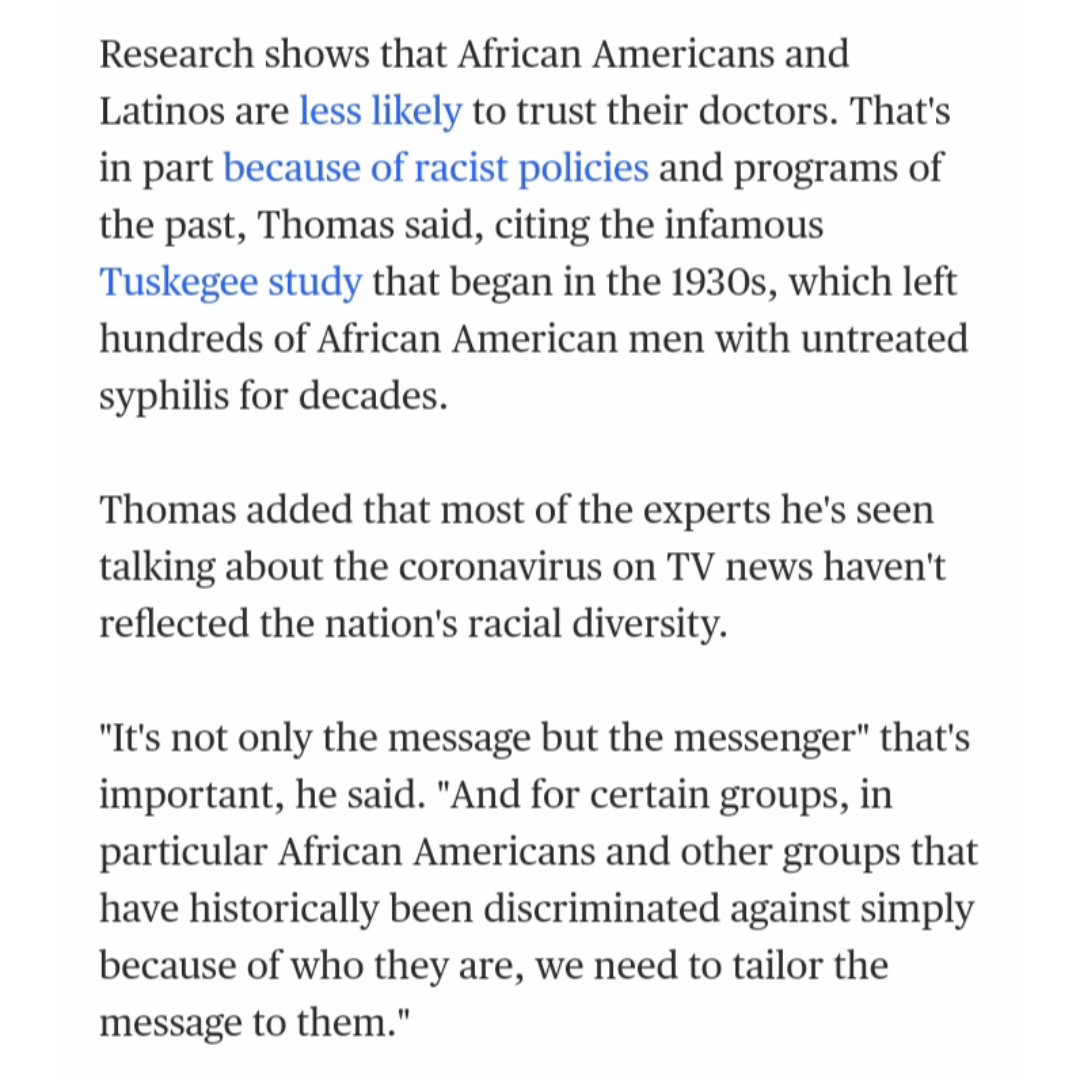 Research shows that African Americans and
Latinos are less likely to trust their doctors. That's
in part because of racist policies and programs of
the past, Thomas said, citing the infamous
Tuskegee study that began in the 1930s, which left
hundreds of African American men with untreated
syphilis for decades.
Thomas added that most of the experts he's seen
talking about the coronavirus on TV news haven't
reflected the nation's racial diversity.
"It's not only the message but the messenger" that's
important, he said. "And for certain groups, in
particular African Americans and other groups that
have historically been discriminated against simply
because of who they are, we need to tailor the
message to them."